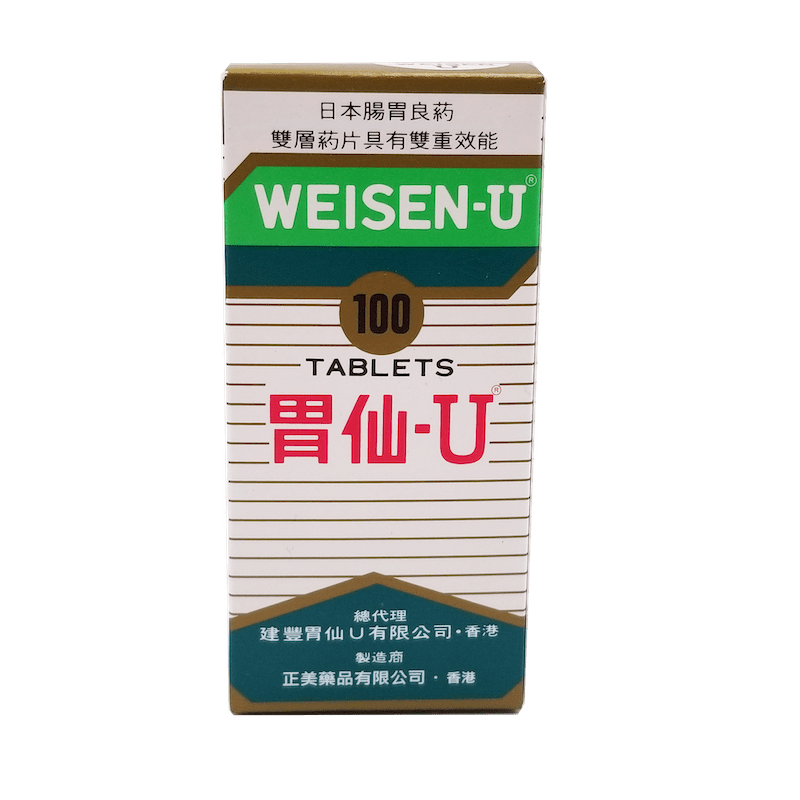 日本腸胃良葯
雙層葯片具有雙重效能
WEISEN-U®
100
TABLETS
胃仙-U®
總代理
建豐胃仙U有限公司·香港
製造商
正美藥品有限公司·香港